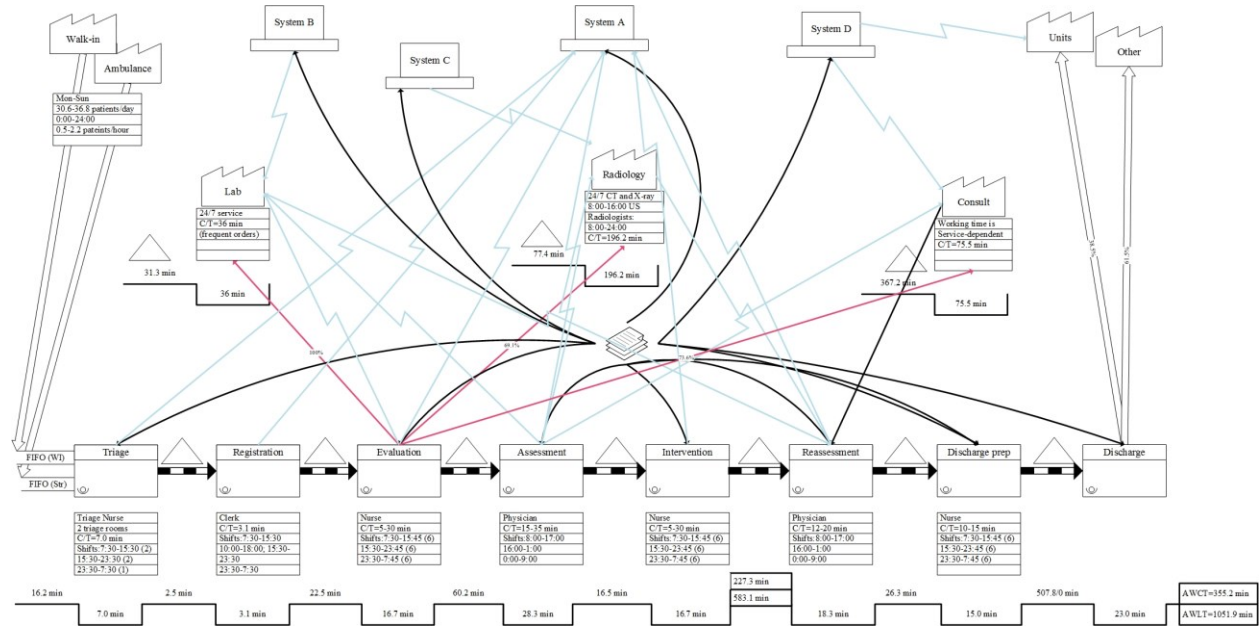 System B
System A
System D
Walk-in
Units
Other
Ambulance
System C
Mon-Sun
30.6-36.8 patients/day
0:00-24:00
0.5-2.2 pateints/hour
Radiology
24/7 CT and X-ray
8:00-16:00 US
Radiologists:
8:00-24:00
C/T=196.2 min
Lab
24/7 service
C/T=36 min
(frequent orders)
Consult
Working time is
Service-dependent
C/T=75.5 min
31.3 min
36 min
77.4 min
196.2 min
367.2 min
75.5 min
61.5%
100%
69.1%
FIFO (WI)
FIFO (Str)
Triage
Registration
Evaluation
Assessment
Intervention
Reassessment
Discharge prep
Discharge
Triage Nurse
2 triage rooms
C/T=7.0 min
Shifts:7:30-15:30 (2)
15:30-23:30 (2)
23:30-7:30 (1)
Clerk
C/T=3.1 min
Shifts:7:30-15:30
10:00-18:00; 15:30-
23:30
23:30-7:30
Nurse
C/T=5-30 min
Shifts:7:30-15:45 (6)
15:30-23:45 (6)
23:30-7:45 (6)
Physician
C/T=15-35 min
Shifts:8:00-17:00
16:00-1:00
0:00-9:00
Nurse
C/T=5-30 min
Shifts:7:30-15:45 (6)
15:30-23:45 (6)
23:30-7:45 (6)
Physician
C/T=12-20 min
Shifts:8:00-17:00
16:00-1:00
0:00-9:00
Nurse
C/T=10-15 min
Shifts:7:30-15:45 (6)
15:30-23:45 (6)
23:30-7:45 (6)
16.2 min
7.0 min
2.5 min
3.1 min
22.5 min
16.7 min
60.2 min
28.3 min
16.5 min
16.7 min
227.3 min
583.1 min
18.3 min
26.3 min
15.0 min
507.8/0 min
23.0 min
AWCT=355.2 min
AWLT=1051.9 min